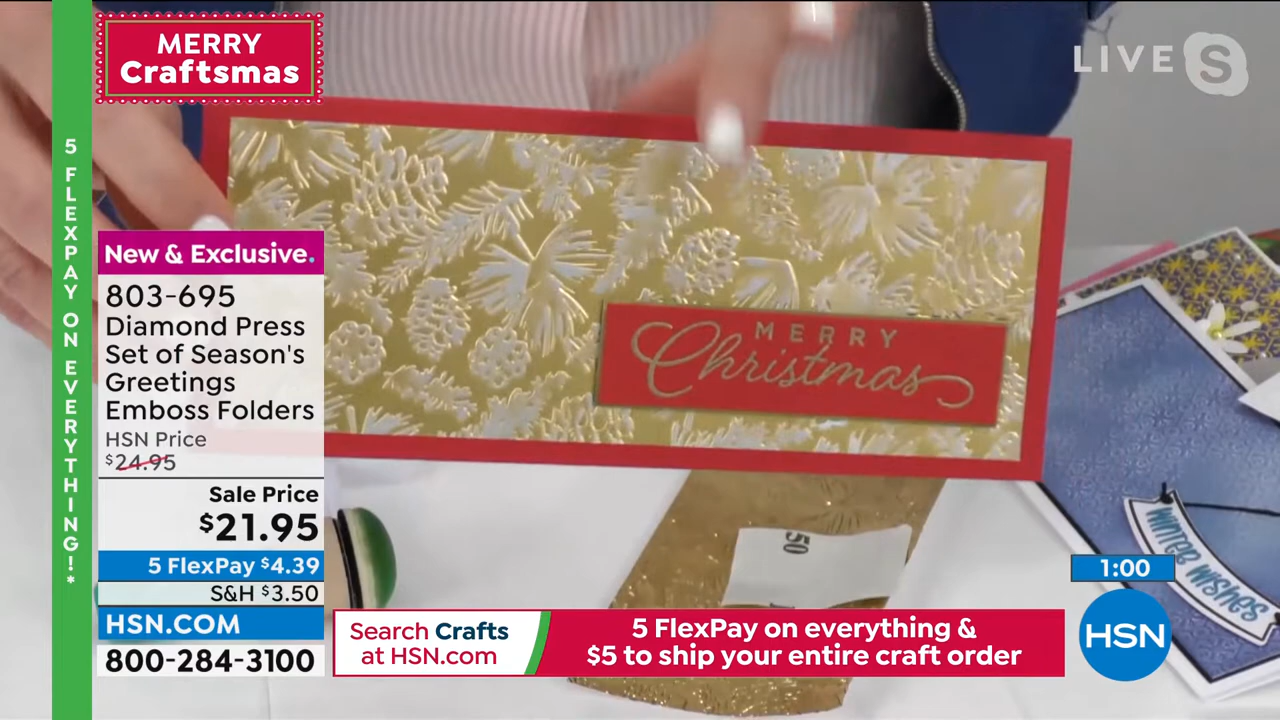 MERRY
Craftsmas
LIVE S
5 FLEXPAY ON EVERYTHING!*
New & Exclusive.
803-695
Diamond Press
Set of Season's
Greetings
Emboss Folders
HSN Price
$24.95
Sale Price
$21.95
5 FlexPay $4.39
S&H $3.50
HSN.COM
800-284-3100
MERRY
Christmas
50
WINTER WISHES
1:00
HSN
Search Crafts
at HSN.com
5 FlexPay on everything &
$5 to ship your entire craft order